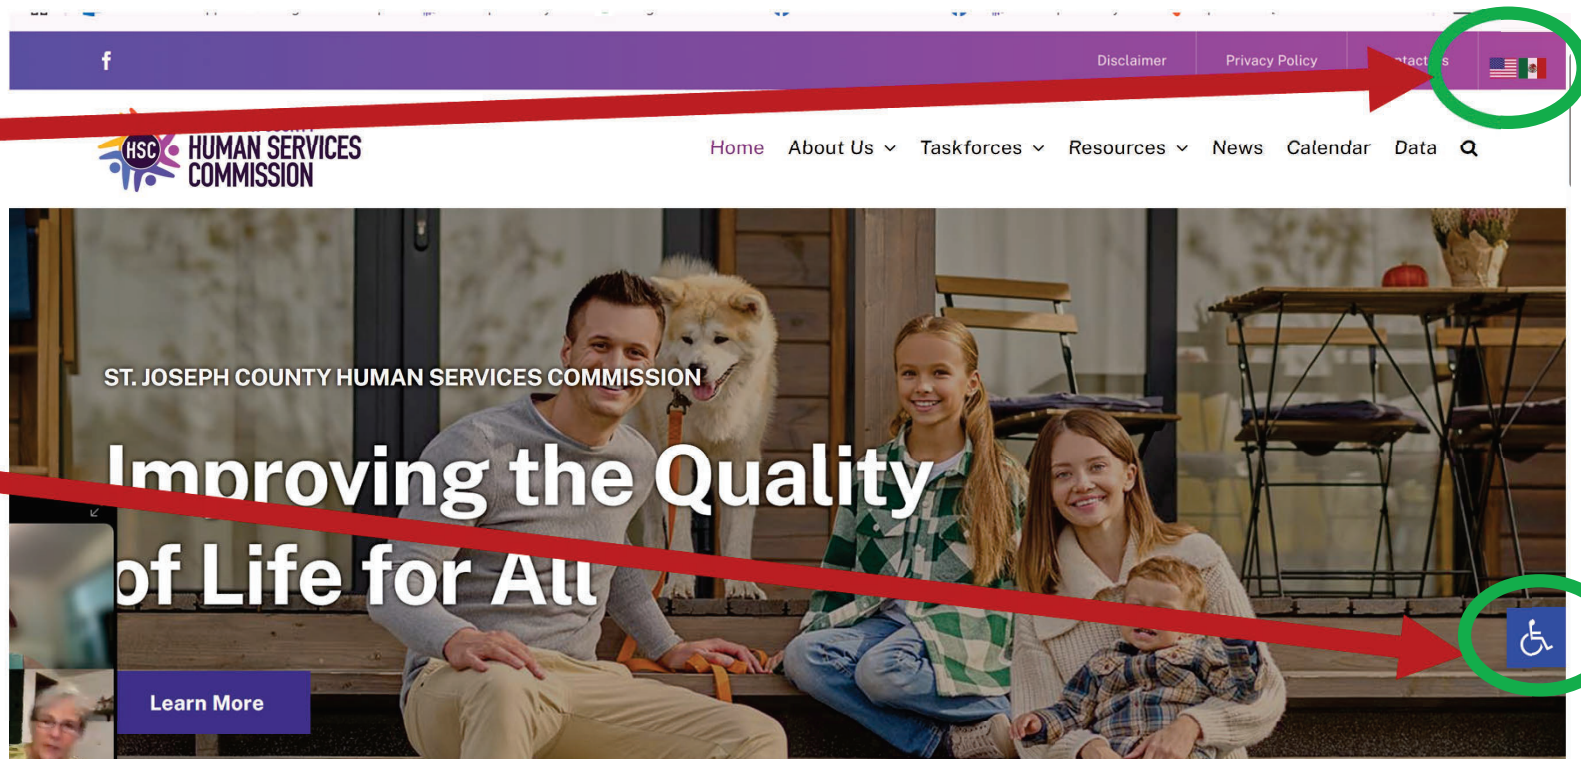 f
Disclaimer
Privacy Policy
HSC
HUMAN SERVICES
COMMISSION
Home
About Us
Taskforces
Resources
News
Calendar
Data
ST. JOSEPH COUNTY HUMAN SERVICES COMMISSION
Improving the Quality
of Life for All
Learn More